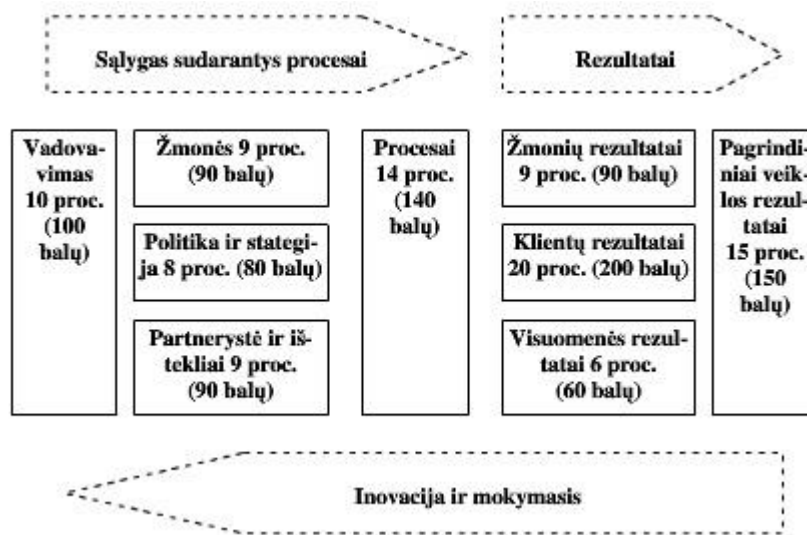 Sąlygas sudarantys procesai
Rezultatai
Vadova-
vimas
10 proc.
(100
balų)
Žmonės 9 proc.
(90 balų)
Politika ir stategi-
ja 8 proc. (80 balų)
Partnerystė ir iš-
tekliai 9 proc.
(90 balų)
Procesai
14 proc.
(140
balų)
Žmonių rezultatai
9 proc. (90 balų)
Klientų rezultatai
20 proc. (200 balų)
Visuomenės rezul-
tatai 6 proc.
(60 balų)
Pagrindi-
niai veik-
los rezul-
tatai
15 proc.
(150
balų)
Inovacija ir mokymasis